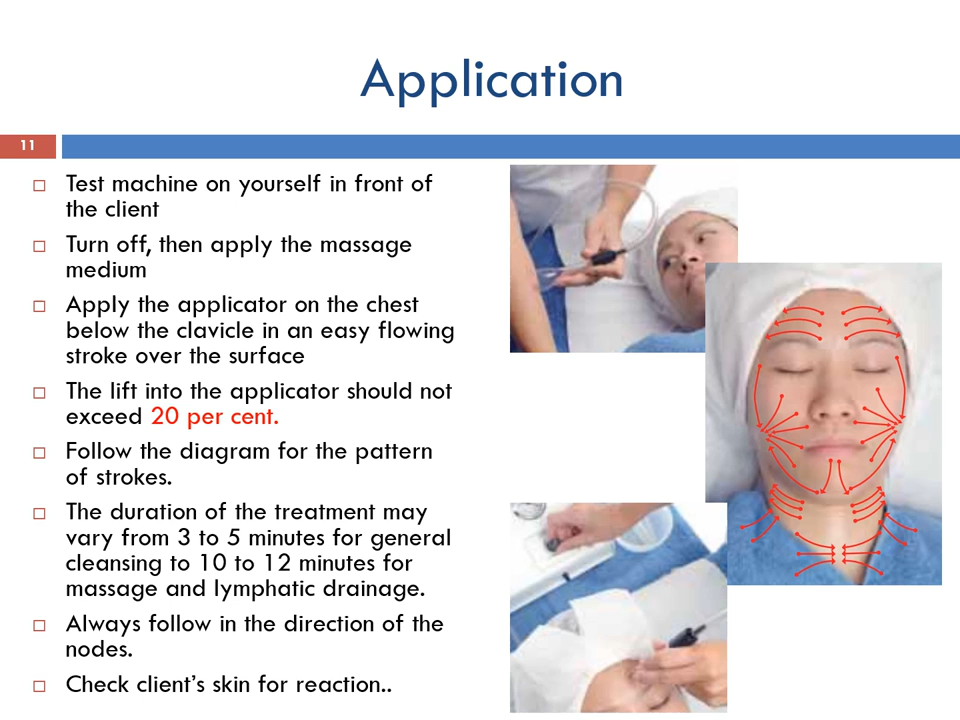 Application
11
Test machine on yourself in front of
the client
Turn off, then apply the massage
medium
Apply the applicator on the chest
below the clavicle in an easy flowing
stroke over the surface
The lift into the applicator should not
exceed 20 per cent.
Follow the diagram for the pattern
of strokes.
The duration of the treatment may
vary from 3 to 5 minutes for general
cleansing to 10 to 12 minutes for
massage and lymphatic drainage.
Always follow in the direction of the
nodes.
Check client’s skin for reaction..